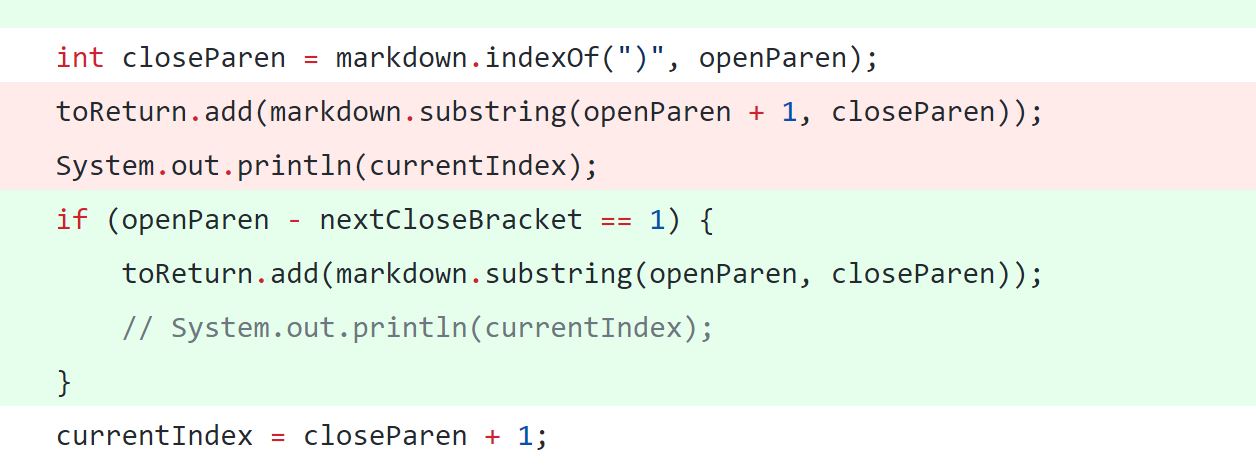 int closeParen = markdown.indexOf(")", openParen);
toReturn.add(markdown.substring(openParen + 1, closeParen));
System.out.println(currentIndex);
if (openParen - nextCloseBracket == 1) {
    toReturn.add(markdown.substring(openParen, closeParen));
    // System.out.println(currentIndex);
}
currentIndex = closeParen + 1;